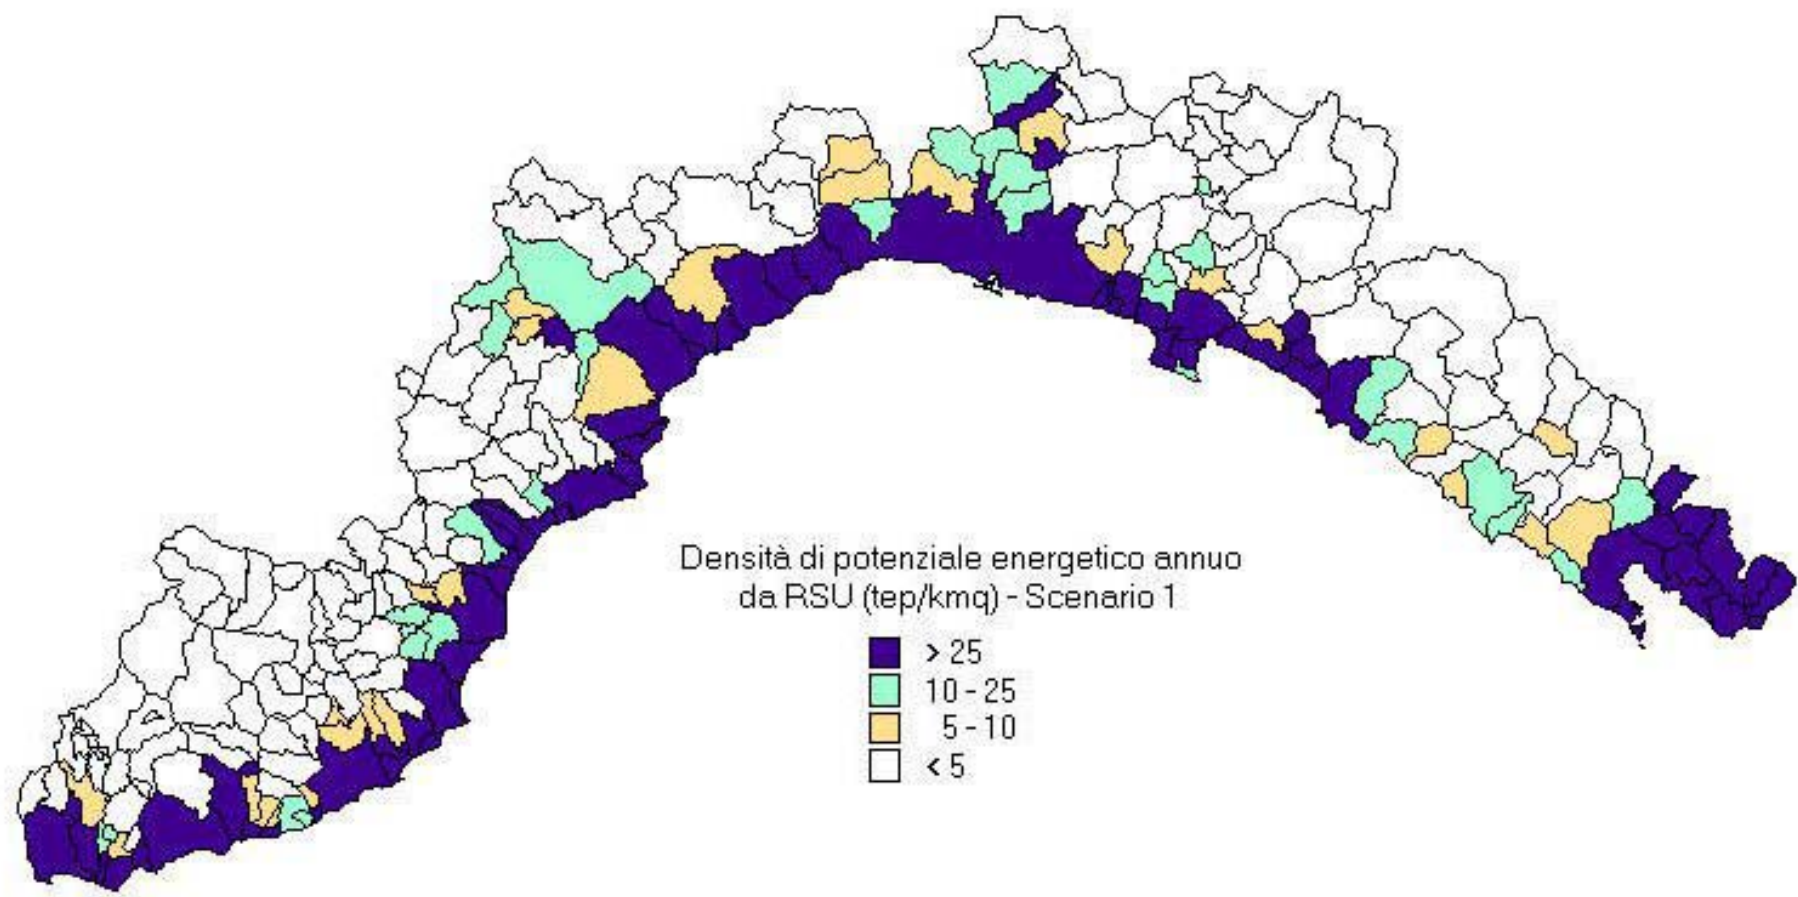 Densità di potenziale energetico annuo
da RSU (tep/kmq) - Scenario 1
> 25
10 - 25
5 - 10
< 5